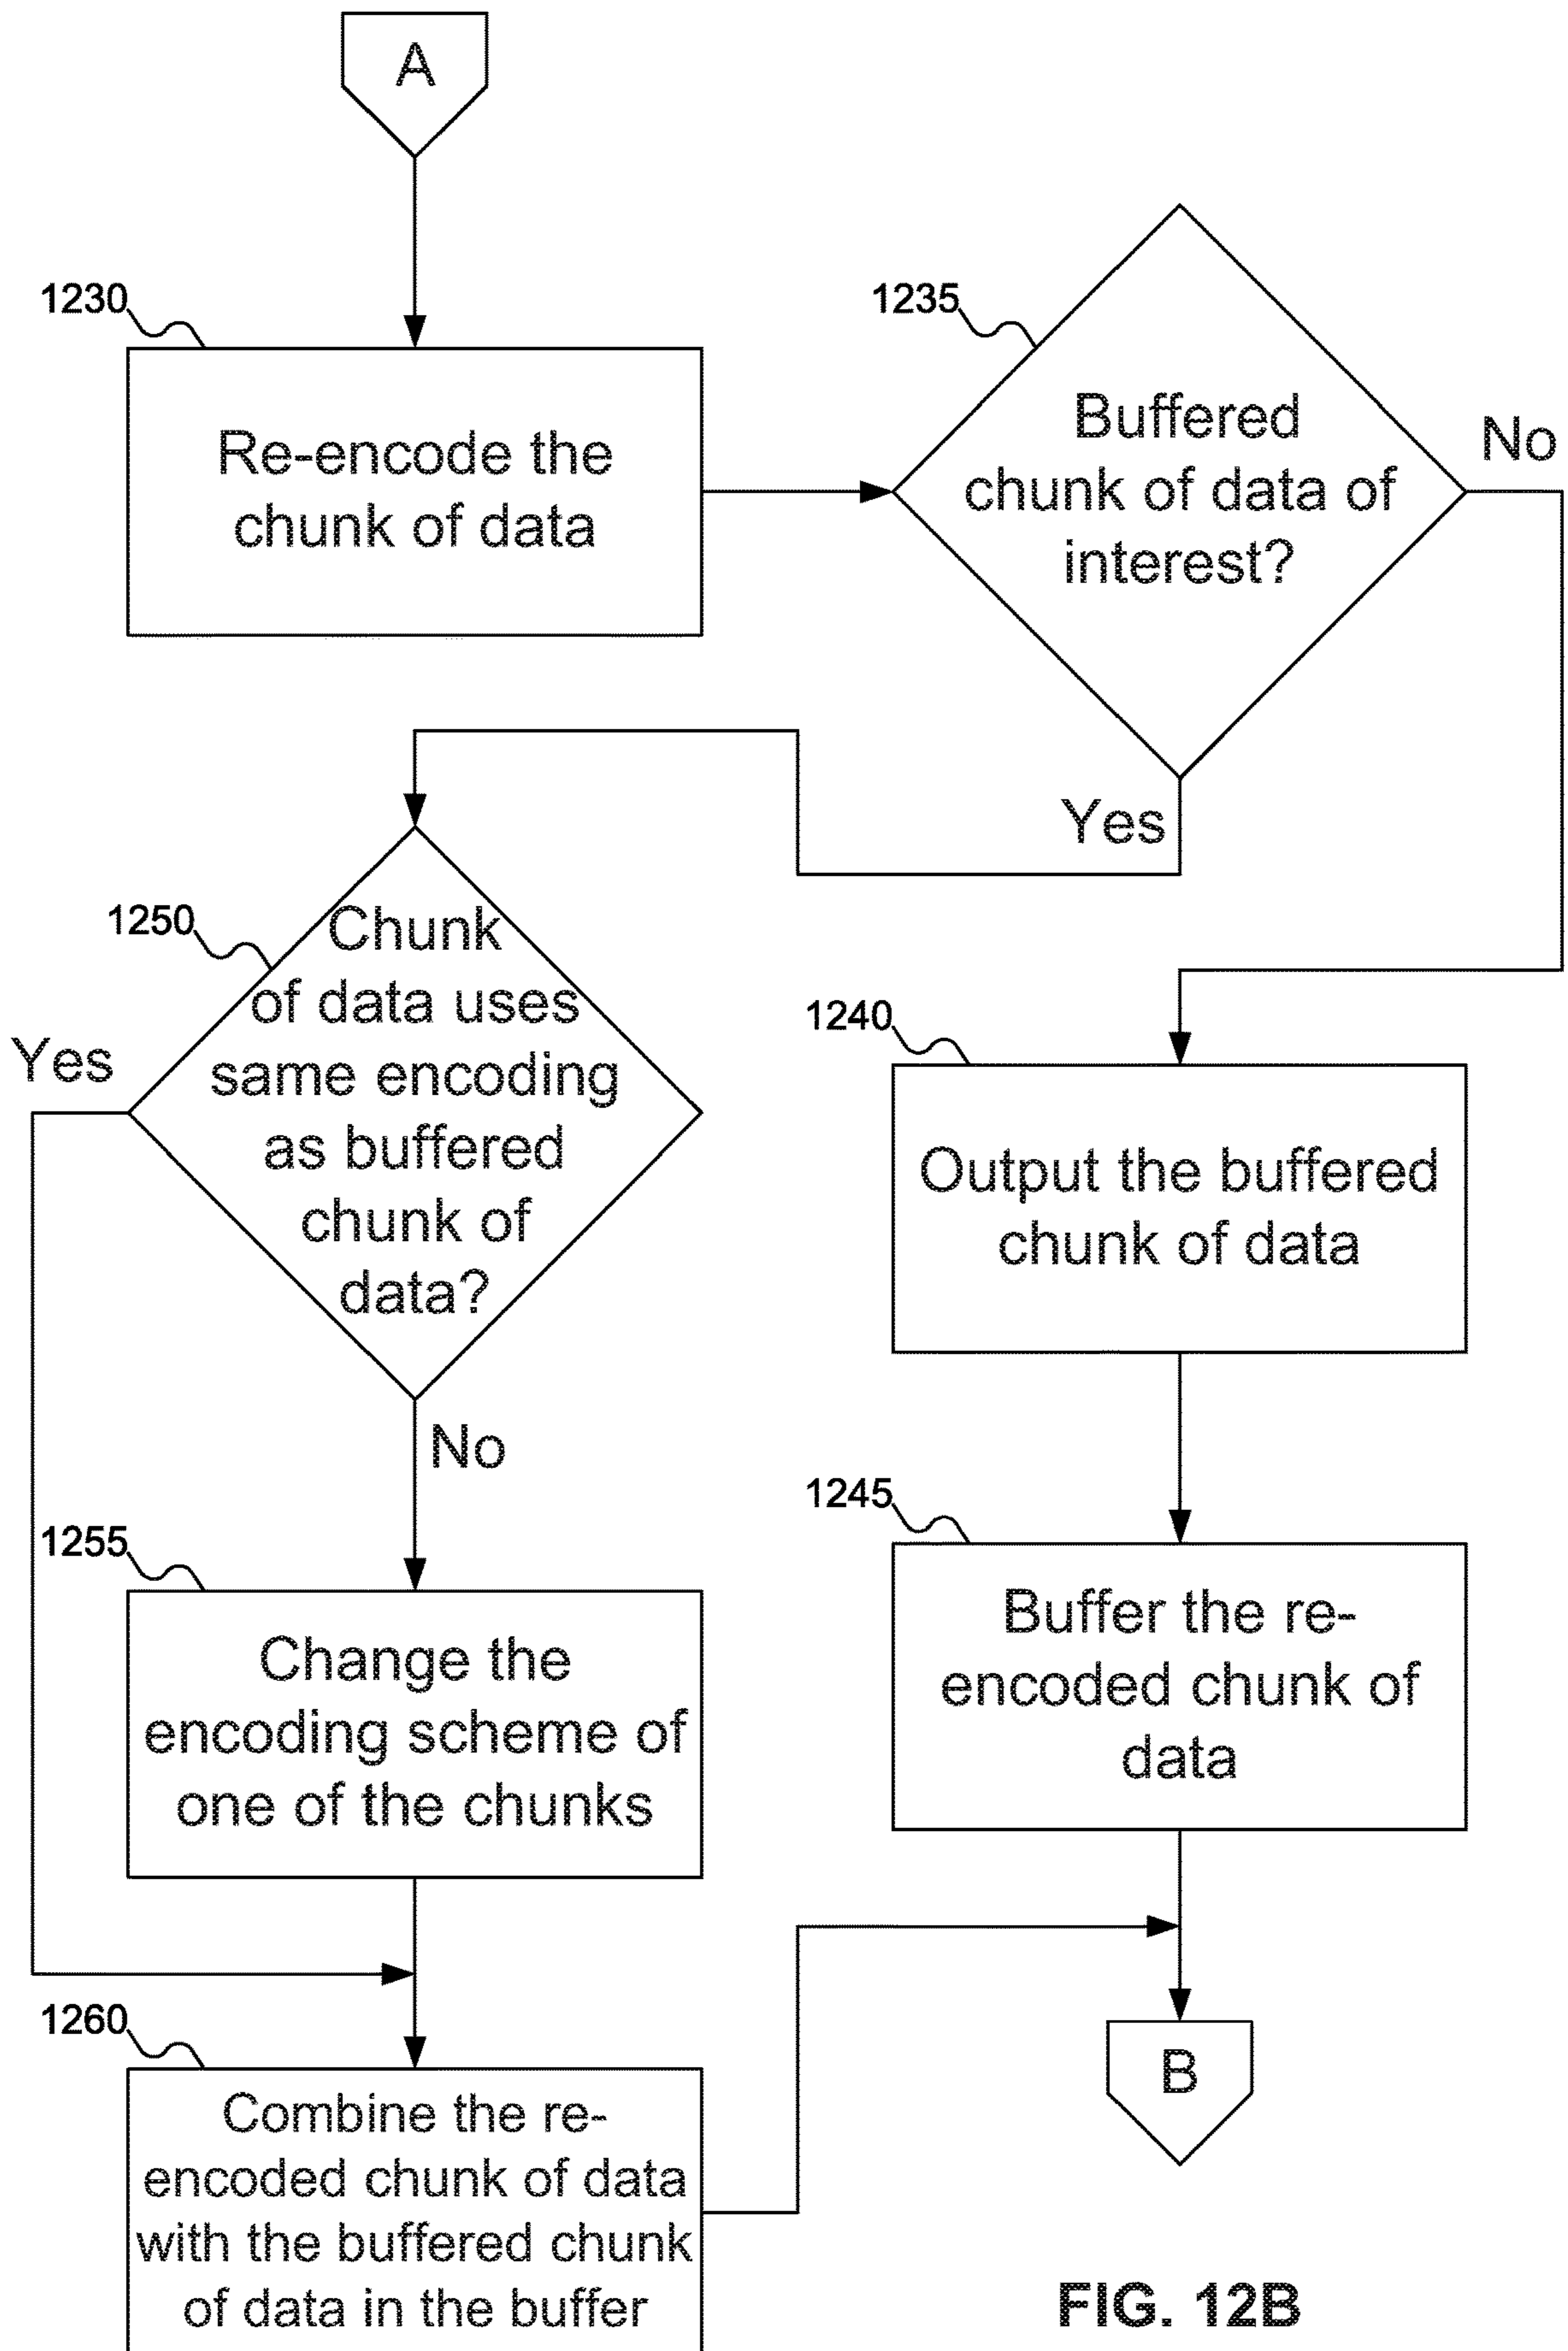 A
1230
Re-encode the
chunk of data
1235
Buffered
chunk of data of
interest?
No
Yes
1250
Chunk
of data uses
same encoding
as buffered
chunk of
data?
Yes
No
1240
Output the buffered
chunk of data
1245
Buffer the re-
encoded chunk of
data
1255
Change the
encoding scheme of
one of the chunks
1260
Combine the re-
encoded chunk of data
with the buffered chunk
of data in the buffer
B
FIG. 12B